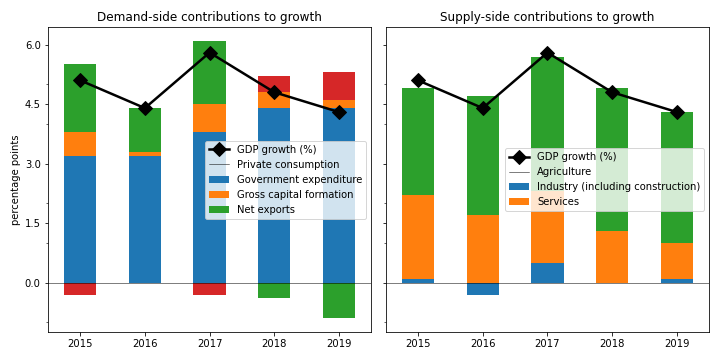 Demand-side contributions to growth
Supply-side contributions to growth
percentage points
6.0
4.5
3.0
1.5
0.0
GDP growth (%)
Private consumption
Government expenditure
Gross capital formation
Net exports
GDP growth (%)
Agriculture
Industry (including construction)
Services
2015 2016 2017 2018 2019
2015 2016 2017 2018 2019